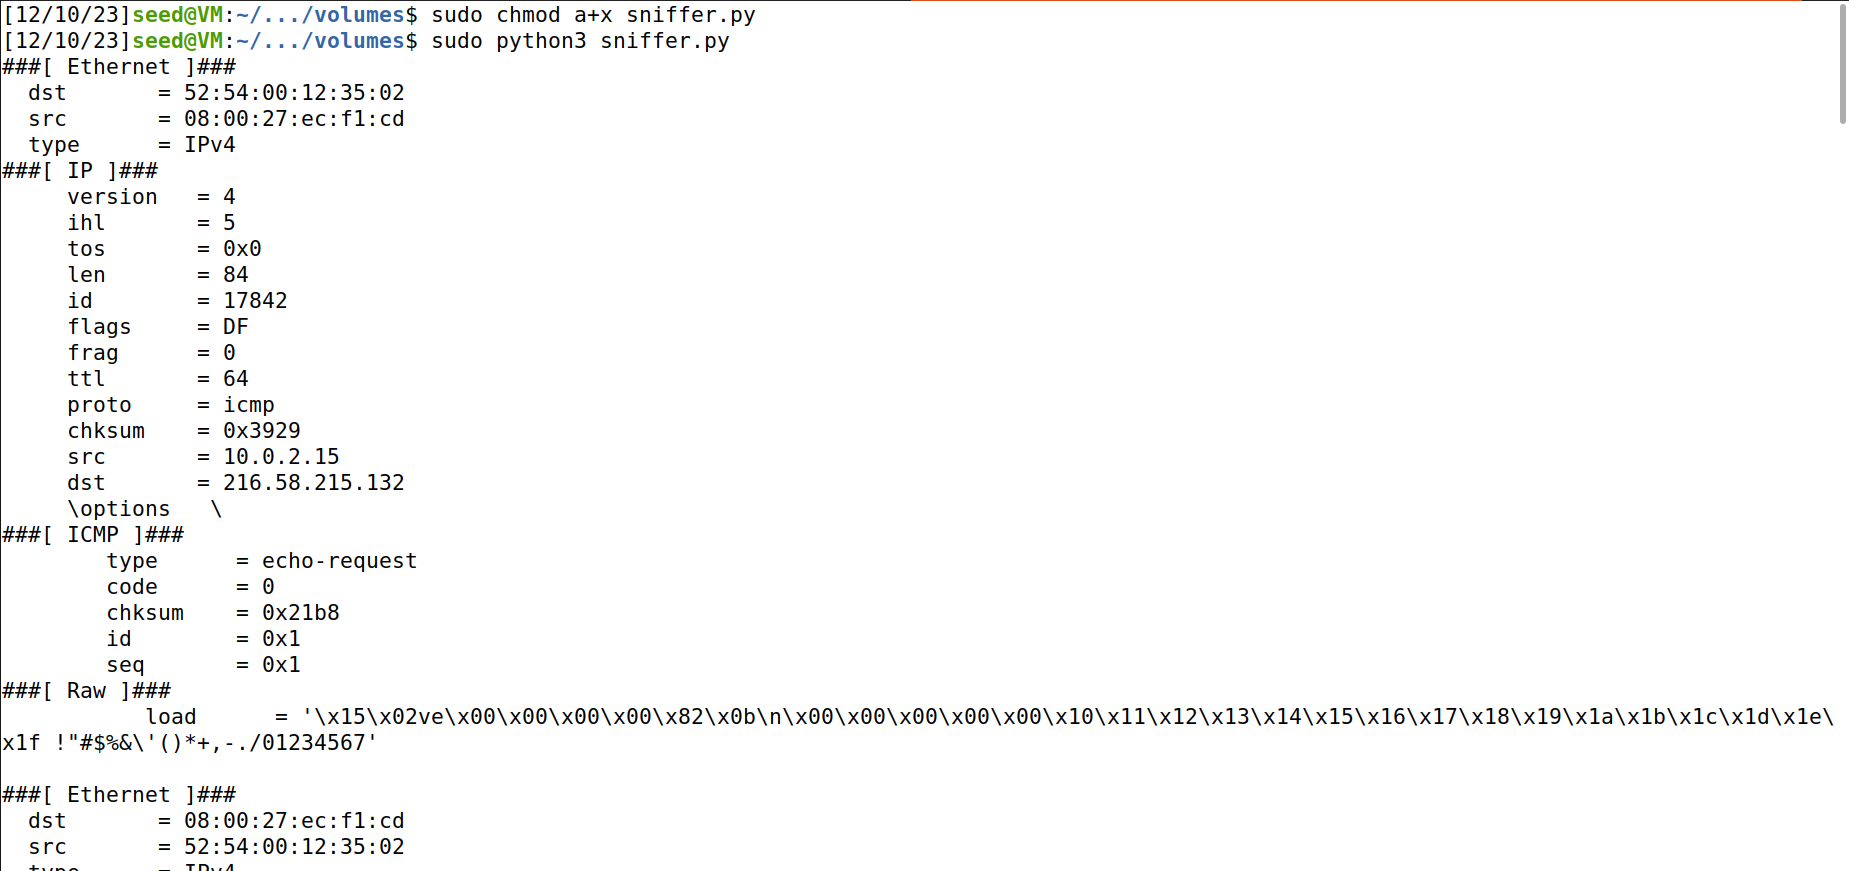 [12/10/23]seed@VM:~/.../volumes$ sudo chmod a+x sniffer.py
[12/10/23]seed@VM:~/.../volumes$ sudo python3 sniffer.py
###[ Ethernet ]###
  dst       = 52:54:00:12:35:02
  src       = 08:00:27:ec:f1:cd
  type      = IPv4
###[ IP ]###
     version   = 4
     ihl       = 5
     tos       = 0x0
     len       = 84
     id        = 17842
     flags     = DF
     frag      = 0
     ttl       = 64
     proto     = icmp
     chksum    = 0x3929
     src       = 10.0.2.15
     dst       = 216.58.215.132
     \options   \
###[ ICMP ]###
        type      = echo-request
        code      = 0
        chksum    = 0x21b8
        id        = 0x1
        seq       = 0x1
###[ Raw ]###
           load      = '\x15\x02ve\x00\x00\x00\x00\x82\x0b\n\x00\x00\x00\x00\x00\x10\x11\x12\x13\x14\x15\x16\x17\x18\x19\x1a\x1b\x1c\x1d\x1e\
x1f !"#$%&\'()*+,-./01234567'
###[ Ethernet ]###
  dst       = 08:00:27:ec:f1:cd
  src       = 52:54:00:12:35:02
  type      = IPv4